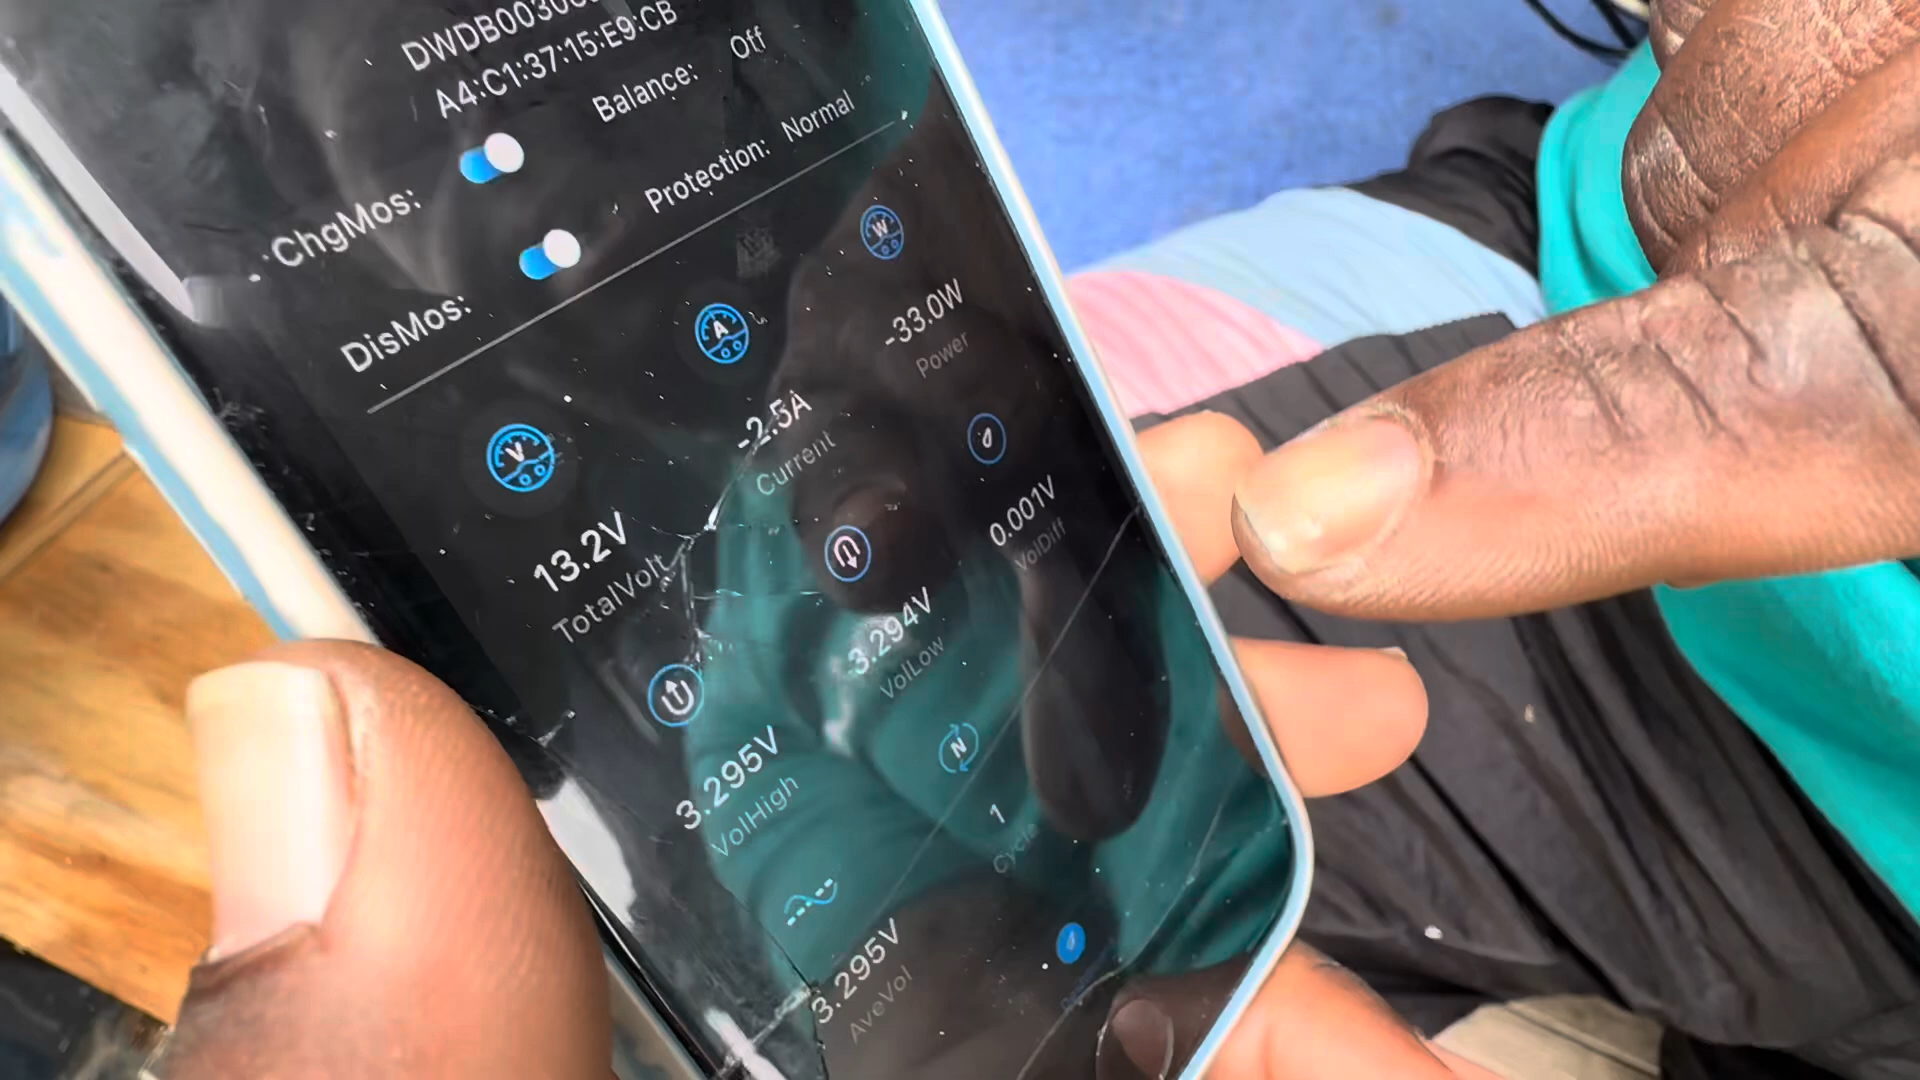 A4:C1:37:15:E9:CB
ChgMos: Balance: Off
DisMos: Protection: Normal
V A W
13.2V -2.5A -33.0W
TotalVolt Current Power
3.295V 3.294V 0.001V
VolHigh VolLow VolDiff
N
3.295V 1
AveVol Cycle